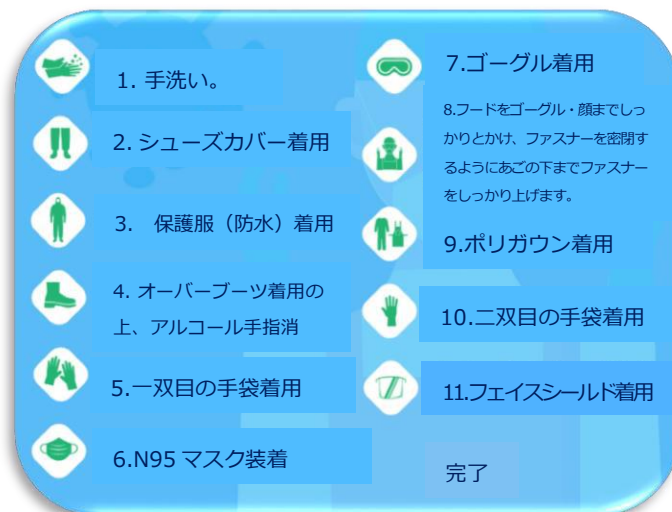 1. 手洗い。
2. シューズカバー着用
3. 保護服（防水）着用
4. オーバーブーツ着用の
上、アルコール手指消
5.一双目の手袋着用
6.N95 マスク装着
7.ゴーグル着用
8.フードをゴーグル・顔までしっ
かりとかけ、ファスナーを密閉す
るようにあごの下までファスナー
をしっかり上げます。
9.ポリガウン着用
10.二双目の手袋着用
11.フェイスシールド着用
完了